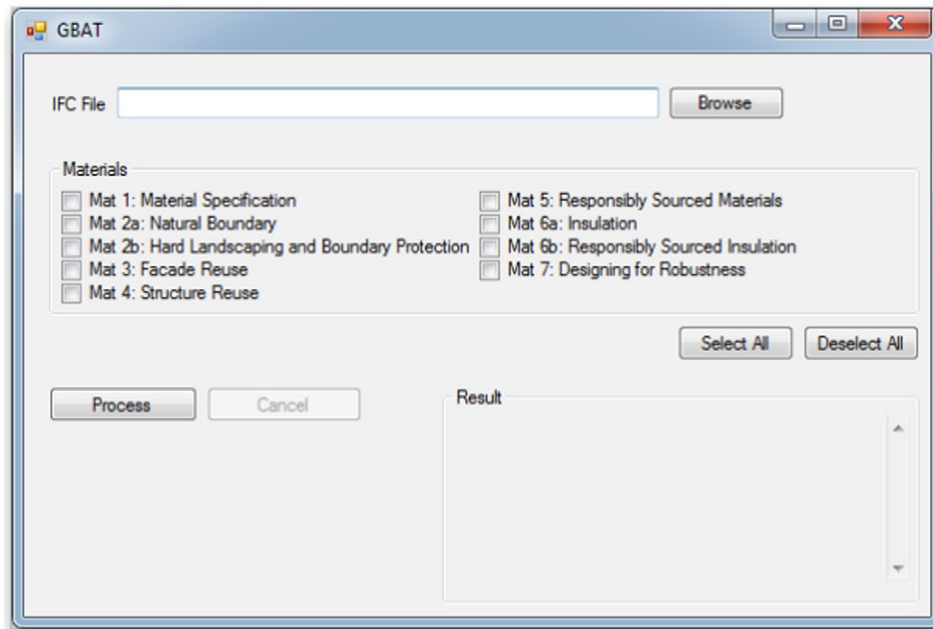 GBAT
IFC File
Browse
Materials
Mat 1: Material Specification
Mat 2a: Natural Boundary
Mat 2b: Hard Landscaping and Boundary Protection
Mat 3: Facade Reuse
Mat 4: Structure Reuse
Mat 5: Responsibly Sourced Materials
Mat 6a: Insulation
Mat 6b: Responsibly Sourced Insulation
Mat 7: Designing for Robustness
Select All
Deselect All
Process
Cancel
Result